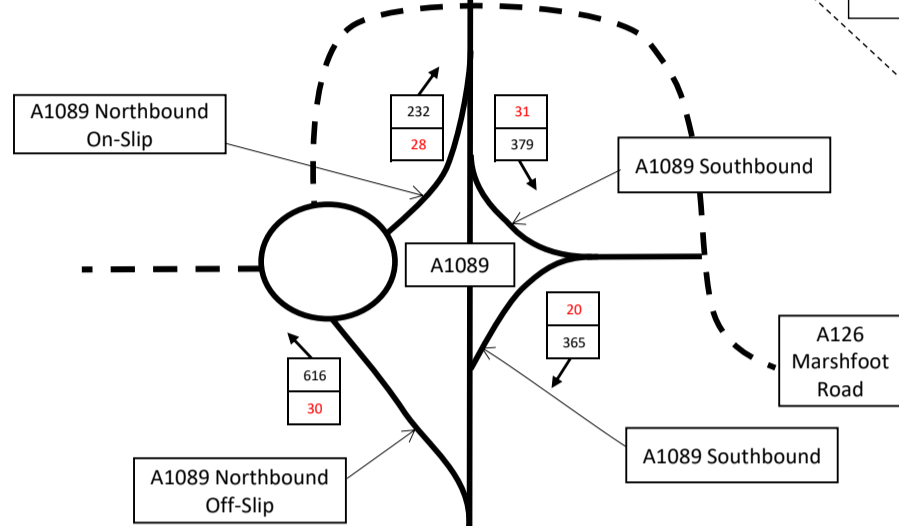 A1089 Northbound
On-Slip
232
28
31
379
A1089 Southbound
A1089
20
365
616
30
A126
Marshfoot
Road
A1089 Southbound
A1089 Northbound
Off-Slip